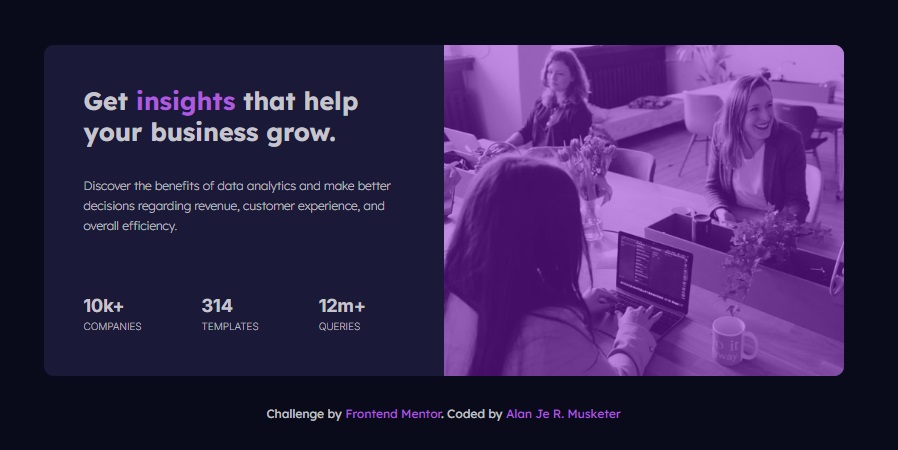 Get insights that help
your business grow.
Discover the benefits of data analytics and make better
decisions regarding revenue, customer experience, and
overall efficiency.
10k+ 314 12m+
COMPANIES TEMPLATES QUERIES
Challenge by Frontend Mentor. Coded by Alan Je R. Musketer